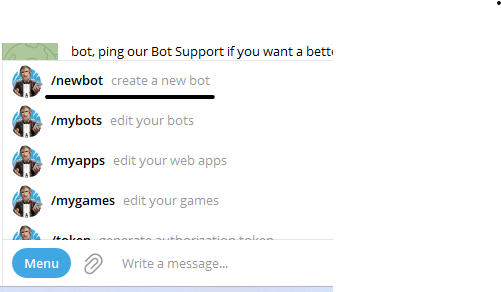 bot, ping our Bot Support if you want a bette
/newbot create a new bot
/mybots edit your bots
/myapps edit your web apps
/mygames edit your games
/token generate authorization token
Menu Write a message...